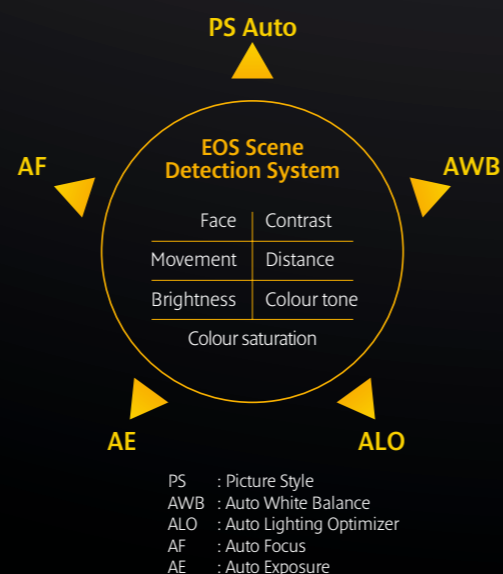 PS Auto
AF
EOS Scene
Detection System
AWB
Face Contrast
Movement Distance
Brightness Colour tone
Colour saturation
AE
ALO
PS : Picture Style
AWB : Auto White Balance
ALO : Auto Lighting Optimizer
AF : Auto Focus
AE : Auto Exposure